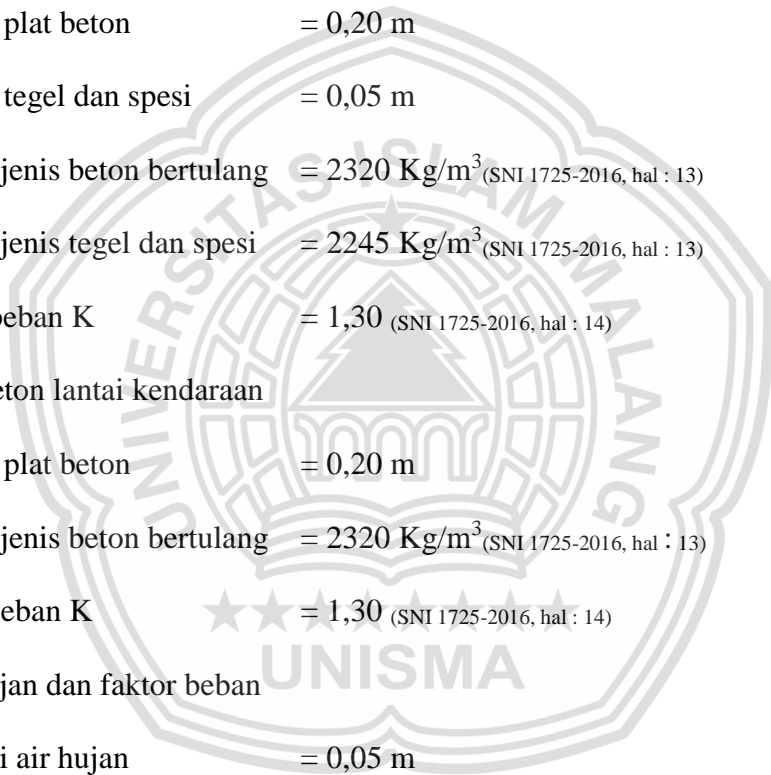 plat beton = 0,20 m
tegel dan spesi = 0,05 m
jenis beton bertulang = 2320 Kg/m³(SNI 1725-2016, hal : 13)
jenis tegel dan spesi = 2245 Kg/m³(SNI 1725-2016, hal : 13)
beban K = 1,30 (SNI 1725-2016, hal : 14)
eton lantai kendaraan
plat beton = 0,20 m
jenis beton bertulang = 2320 Kg/m³(SNI 1725-2016, hal : 13)
eban K = 1,30 (SNI 1725-2016, hal : 14)
jan dan faktor beban
i air hujan = 0,05 m
UNIVERSITAS ISLAM MALANG
UNISMA